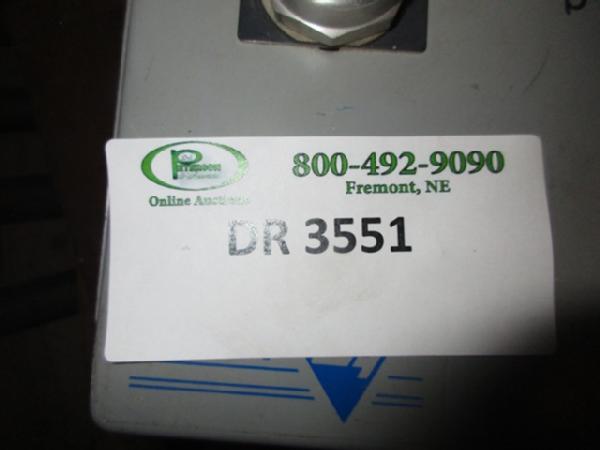 800-492-9090
Fremont, NE
Online Auctions
DR 3551